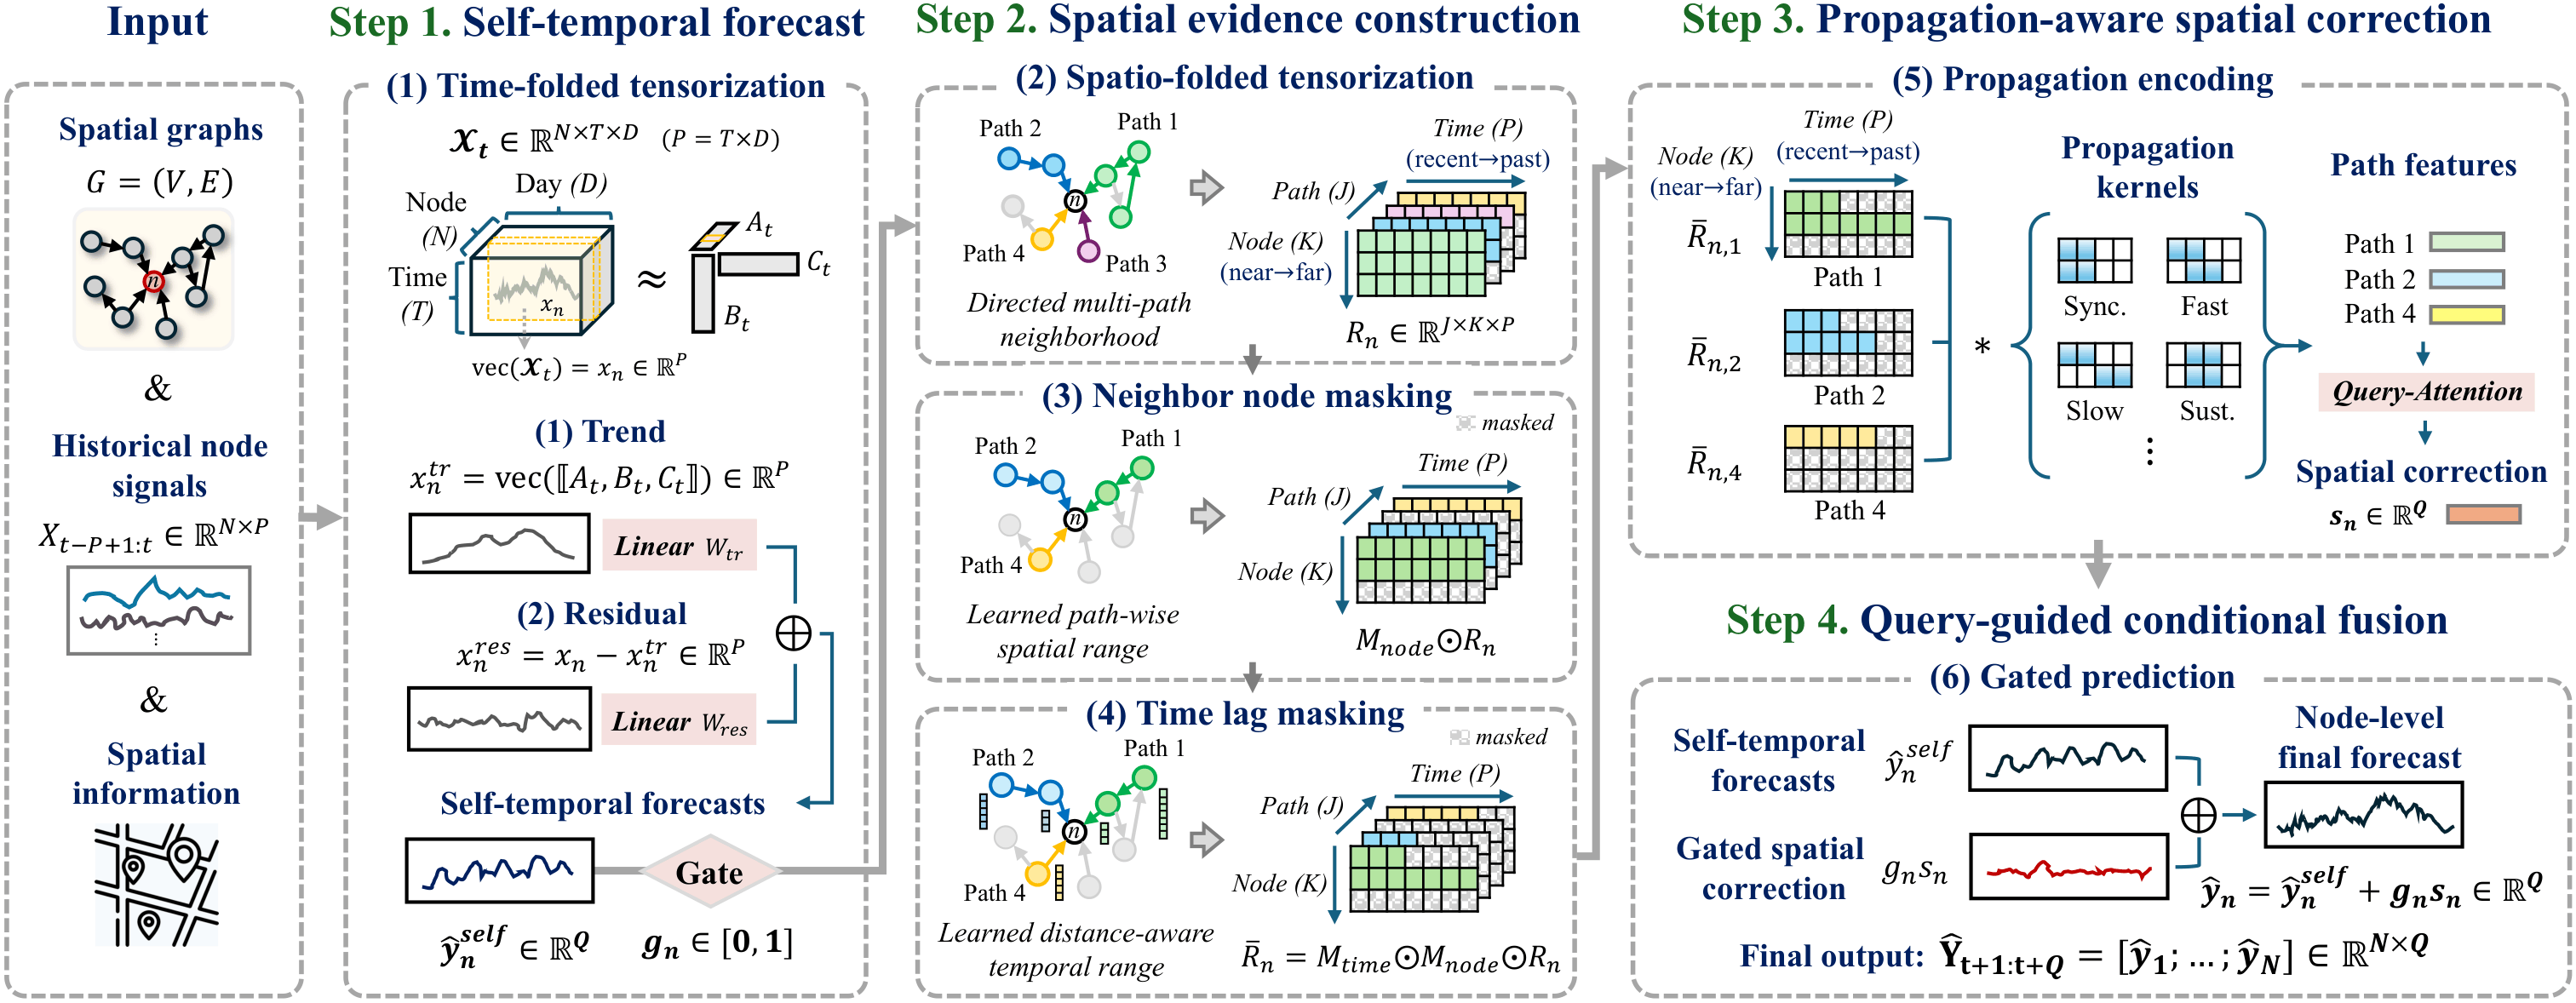 Input
Spatial graphs
G = (V, E)
n
&
Historical node
signals
X_{t−P+1:t} ∈ ℝ^{N×P}
⋮
&
Spatial
information
Step 1. Self-temporal forecast
(1) Time-folded tensorization
𝓧_t ∈ ℝ^{N×T×D} (P = T×D)
Node
(N)
Day (D)
Time
(T)
x_n
≈
A_t
B_t
C_t
vec(𝓧_t) = x_n ∈ ℝ^P
(1) Trend
x_n^{tr} = vec(⟦A_t, B_t, C_t⟧) ∈ ℝ^P
Linear W_{tr}
(2) Residual
x_n^{res} = x_n − x_n^{tr} ∈ ℝ^P
Linear W_{res}
⊕
Self-temporal forecasts
Gate
ŷ_n^{self} ∈ ℝ^Q
g_n ∈ [0, 1]
Step 2. Spatial evidence construction
(2) Spatio-folded tensorization
Path 2
Path 1
n
Path 4
Path 3
Directed multi-path
neighborhood
Time (P)
(recent→past)
Path (J)
Node (K)
(near→far)
R_n ∈ ℝ^{J×K×P}
(3) Neighbor node masking
masked
Path 2
Path 1
n
Path 4
Learned path-wise
spatial range
Time (P)
Path (J)
Node (K)
M_{node}⊙R_n
(4) Time lag masking
masked
Path 2
Path 1
n
Path 4
Learned distance-aware
temporal range
Time (P)
Path (J)
Node (K)
R̄_n = M_{time}⊙M_{node}⊙R_n
Step 3. Propagation-aware spatial correction
(5) Propagation encoding
Time (P)
(recent→past)
Node (K)
(near→far)
R̄_{n,1}
Path 1
R̄_{n,2}
Path 2
R̄_{n,4}
Path 4
*
Propagation
kernels
Sync.
Fast
Slow
Sust.
⋮
Path features
Path 1
Path 2
Path 4
Query-Attention
Spatial correction
s_n ∈ ℝ^Q
Step 4. Query-guided conditional fusion
(6) Gated prediction
Self-temporal
forecasts
ŷ_n^{self}
Gated spatial
correction
g_n s_n
⊕
Node-level
final forecast
ŷ_n = ŷ_n^{self} + g_n s_n ∈ ℝ^Q
Final output: Ŷ_{t+1:t+Q} = [ŷ_1; … ; ŷ_N] ∈ ℝ^{N×Q}